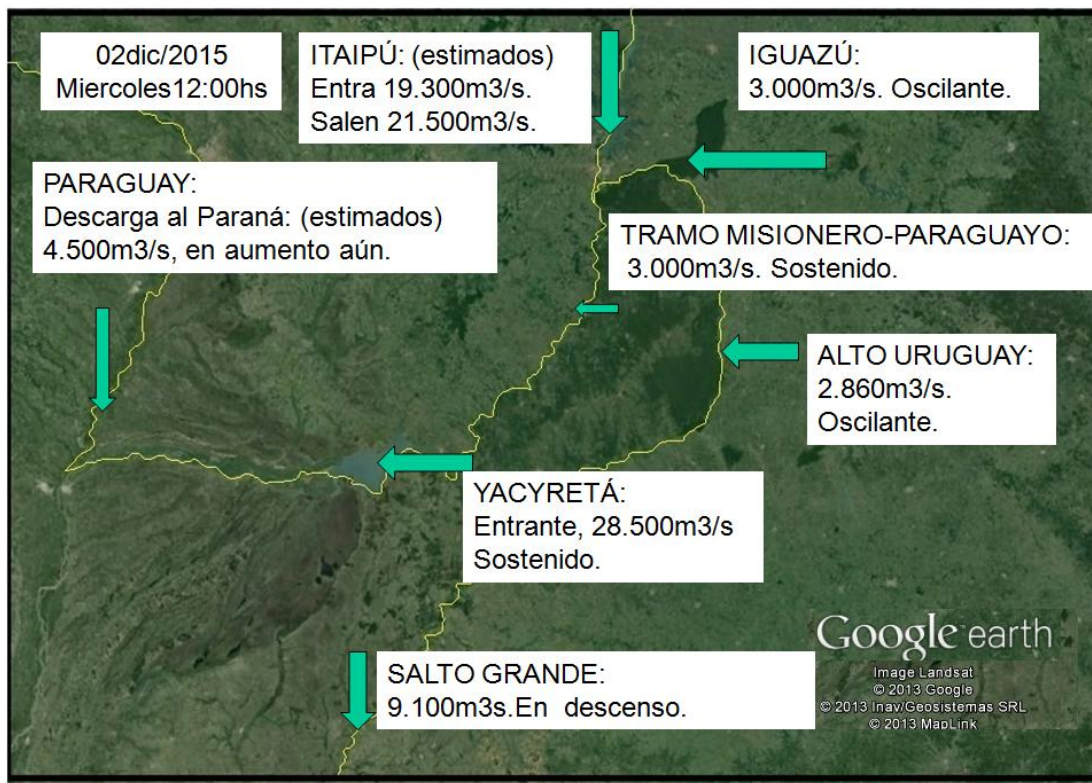 02dic/2015
Miercoles12:00hs
ITAIPÚ: (estimados)
Entra 19.300m3/s.
Salen 21.500m3/s.
IGUAZÚ:
3.000m3/s. Oscilante.
PARAGUAY:
Descarga al Paraná: (estimados)
4.500m3/s, en aumento aún.
TRAMO MISIONERO-PARAGUAYO:
3.000m3/s. Sostenido.
ALTO URUGUAY:
2.860m3/s.
Oscilante.
YACYRETÁ:
Entrante, 28.500m3/s
Sostenido.
SALTO GRANDE:
9.100m3s.En descenso.
Google earth
Image Landsat
© 2013 Google
© 2013 Inav/Geosistemas SRL
© 2013 MapLink